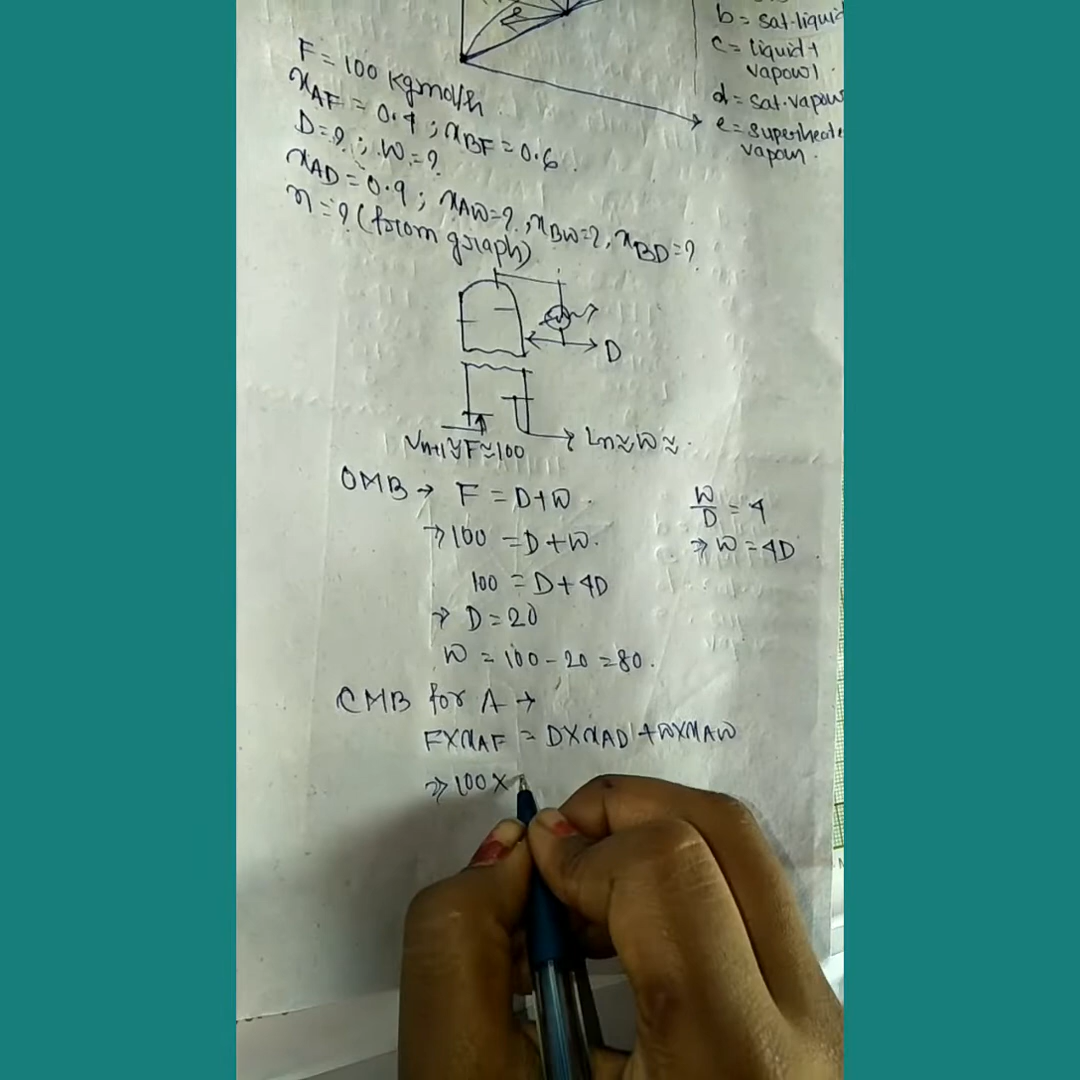 b = sat-liquid
c = liquid +
vapour
d = sat. vapour
e = superheate
vapour.
F = 100 kgmol/h
xAF = 0.4 ; xBF = 0.6.
D = ? ; W = ?
xAD = 0.9 ; xAW = ?, xBW = ?, xBD = ?
n = ? (from graph)
D
Vn+1 ≈ F ≈ 100
Ln ≈ W ≈
OMB → F = D+W.
W/D = 4
⇒ 100 = D+W.
⇒ W = 4D
100 = D+4D
⇒ D = 20
W = 100 - 20 = 80.
CMB for A →
F×xAF = D×xAD + W×xAW
⇒ 100×